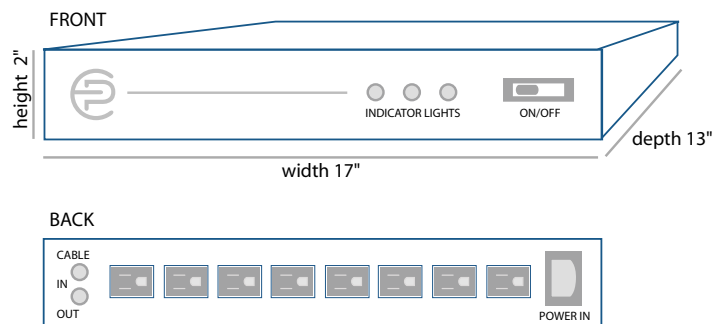 FRONT
height 2"
INDICATOR LIGHTS
ON/OFF
depth 13"
width 17"
BACK
CABLE
IN
OUT
POWER IN